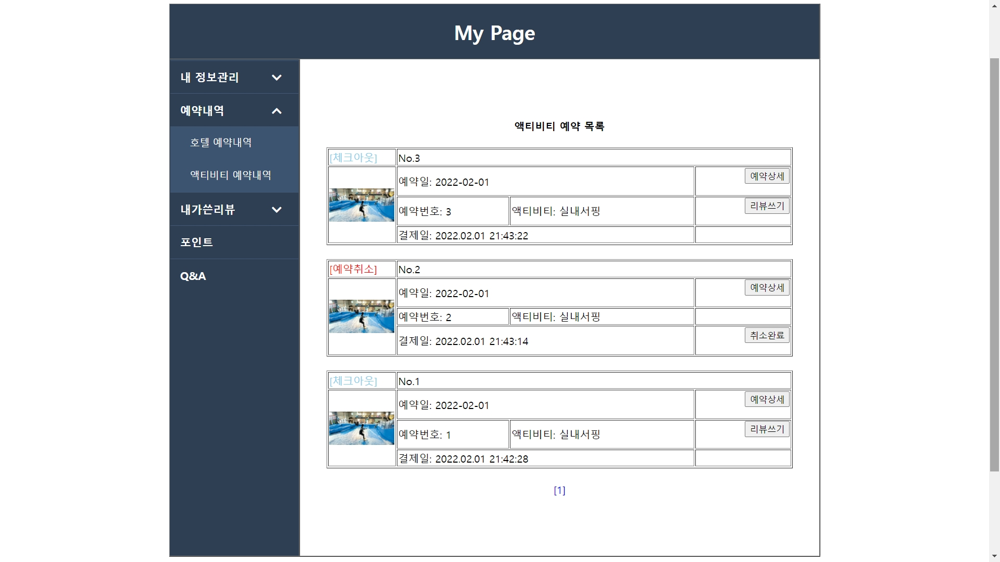 My Page
내 정보관리
예약내역
호텔 예약내역
액티비티 예약내역
내가쓴리뷰
포인트
Q&A
액티비티 예약 목록
[체크아웃] No.3
예약일: 2022-02-01 예약상세
예약번호: 3 액티비티: 실내서핑 리뷰쓰기
결제일: 2022.02.01 21:43:22
[예약취소] No.2
예약일: 2022-02-01 예약상세
예약번호: 2 액티비티: 실내서핑
결제일: 2022.02.01 21:43:14 취소완료
[체크아웃] No.1
예약일: 2022-02-01 예약상세
예약번호: 1 액티비티: 실내서핑 리뷰쓰기
결제일: 2022.02.01 21:42:28
[1]